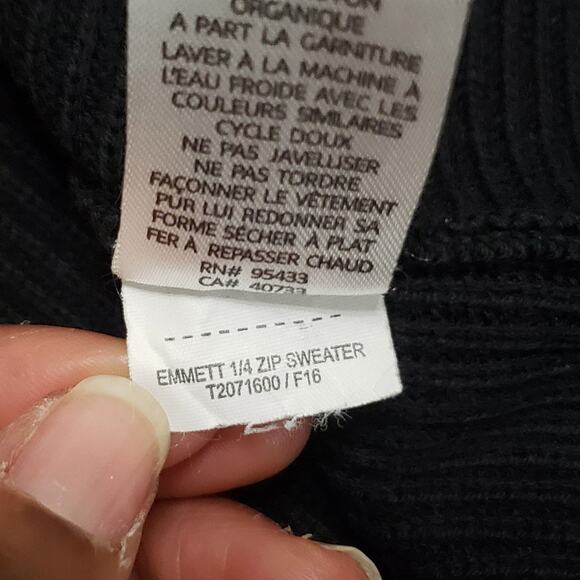 ORGANIQUE
A PART LA GARNITURE
LAVER À LA MACHINE À
L'EAU FROIDE AVEC LES
COULEURS SIMILAIRES
CYCLE DOUX
NE PAS JAVELLISER
NE PAS TORDRE
FAÇONNER LE VÊTEMENT
PUR LUI REDONNER SA
FORME SÉCHER À PLAT
FER À REPASSER CHAUD
RN# 95433
CA# 40733
EMMETT 1/4 ZIP SWEATER
T2071600 / F16